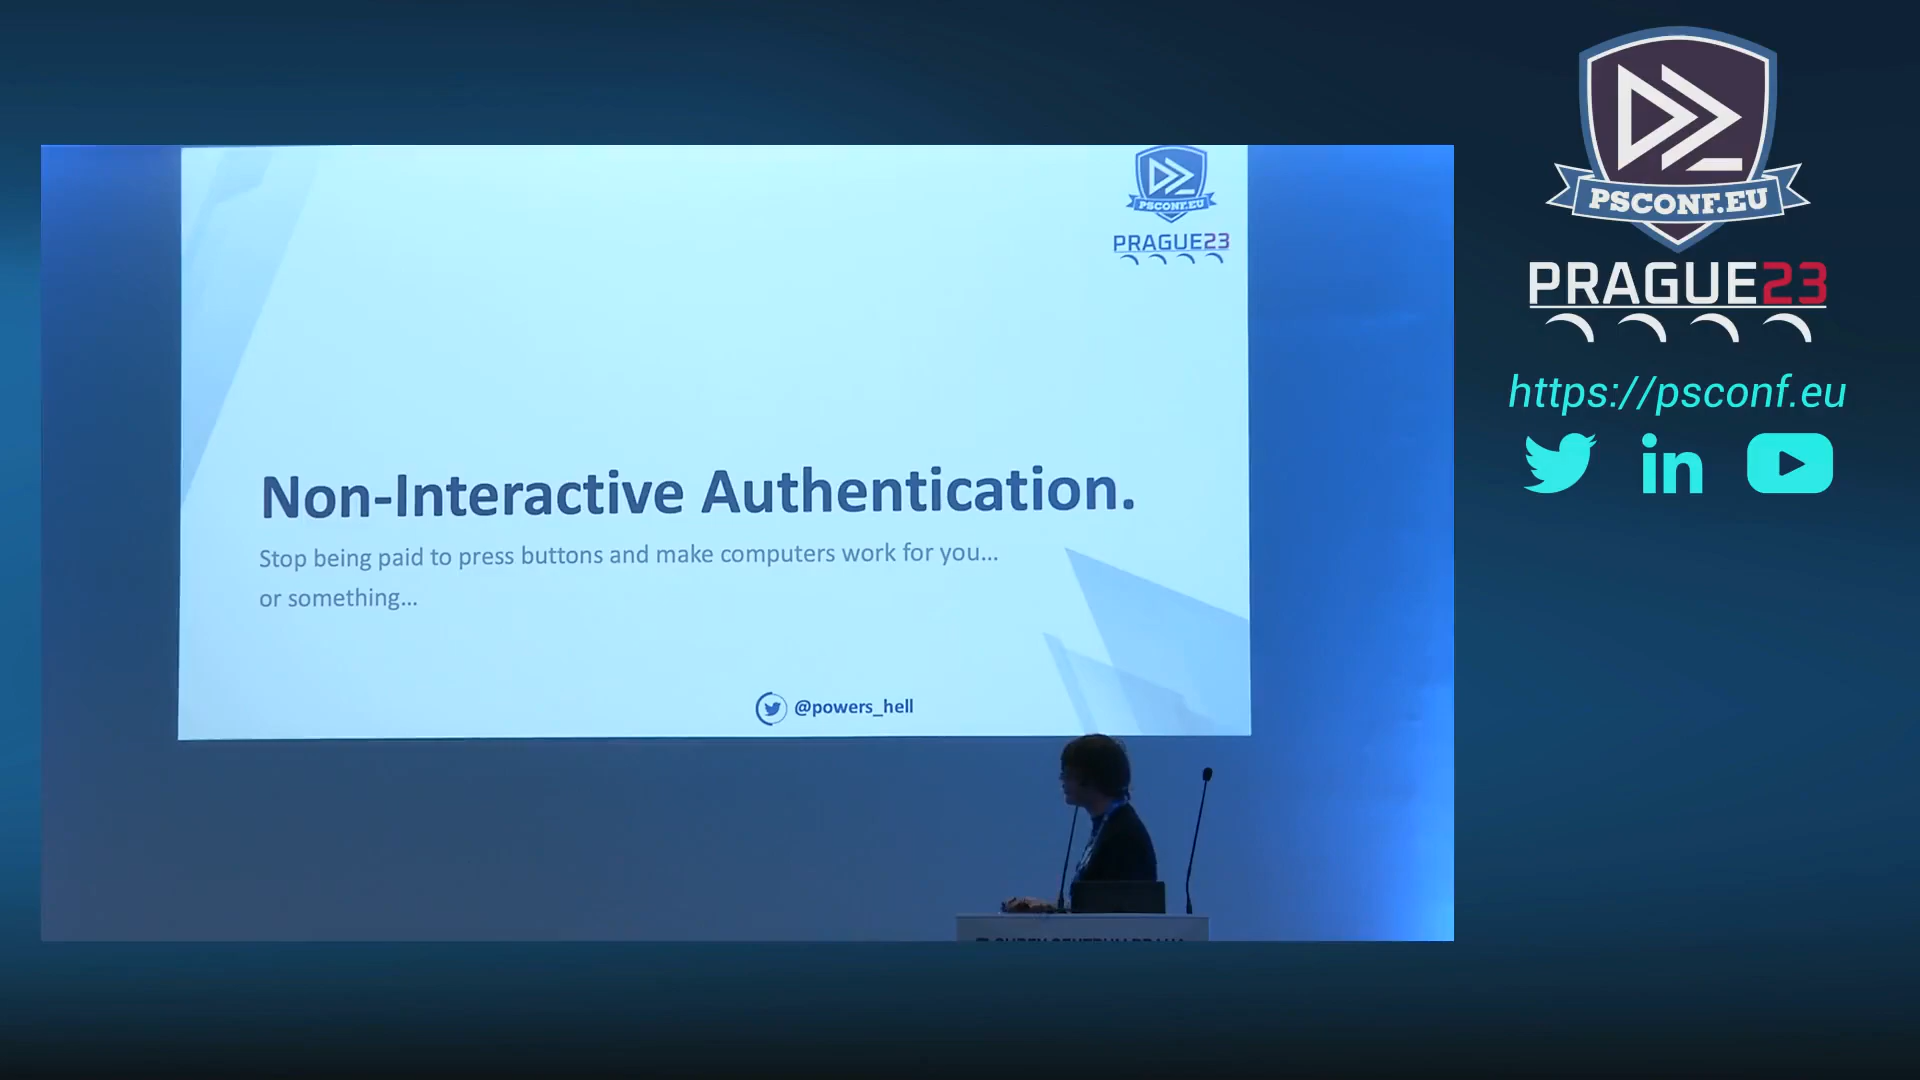 PSCONF.EU
PRAGUE23
Non-Interactive Authentication.
Stop being paid to press buttons and make computers work for you...
or something...
@powers_hell
PSCONF.EU
PRAGUE23
https://psconf.eu
in